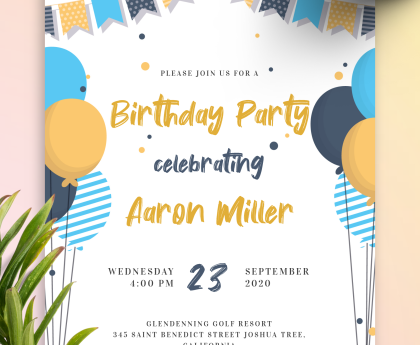 PLEASE JOIN US FOR A
Birthday Party
celebrating
Aaron Miller
WEDNESDAY 23 SEPTEMBER
4:00 PM 2020
GLENDENNING GOLF RESORT
345 SAINT BENEDICT STREET JOSHUA TREE,
CALIFORNIA